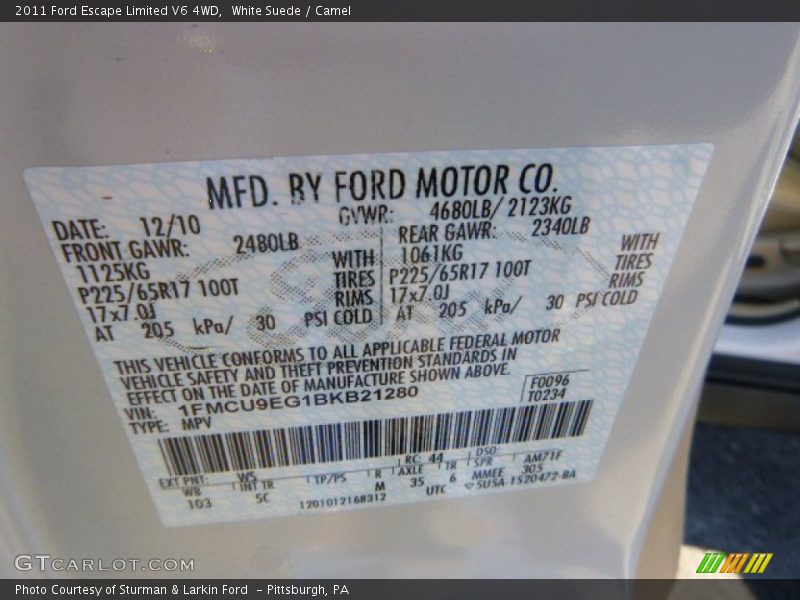 2011 Ford Escape Limited V6 4WD, White Suede / Camel
MFD. BY FORD MOTOR CO.
DATE: 12/10 GVWR: 4680LB/ 2123KG
FRONT GAWR: 2480LB REAR GAWR: 2340LB
1125KG WITH 1061KG WITH
P225/65R17 100T TIRES P225/65R17 100T TIRES
17x7.0J RIMS 17x7.0J RIMS
AT 205 kPa/ 30 PSI COLD AT 205 kPa/ 30 PSI COLD
THIS VEHICLE CONFORMS TO ALL APPLICABLE FEDERAL MOTOR
VEHICLE SAFETY AND THEFT PREVENTION STANDARDS IN
EFFECT ON THE DATE OF MANUFACTURE SHOWN ABOVE.
VIN: 1FMCU9EG1BKB21280 F0096
TYPE: MPV T0234
EXT PNT: WS RC: 44 DSO:
WB INT TR TP/PS R AXLE TR SPR AM71F
103 5C M 35 6 MMEE 305
1201012168312 UTC 5USA-1520472-BA
GTCARLOT.COM
Photo Courtesy of Sturman & Larkin Ford - Pittsburgh, PA